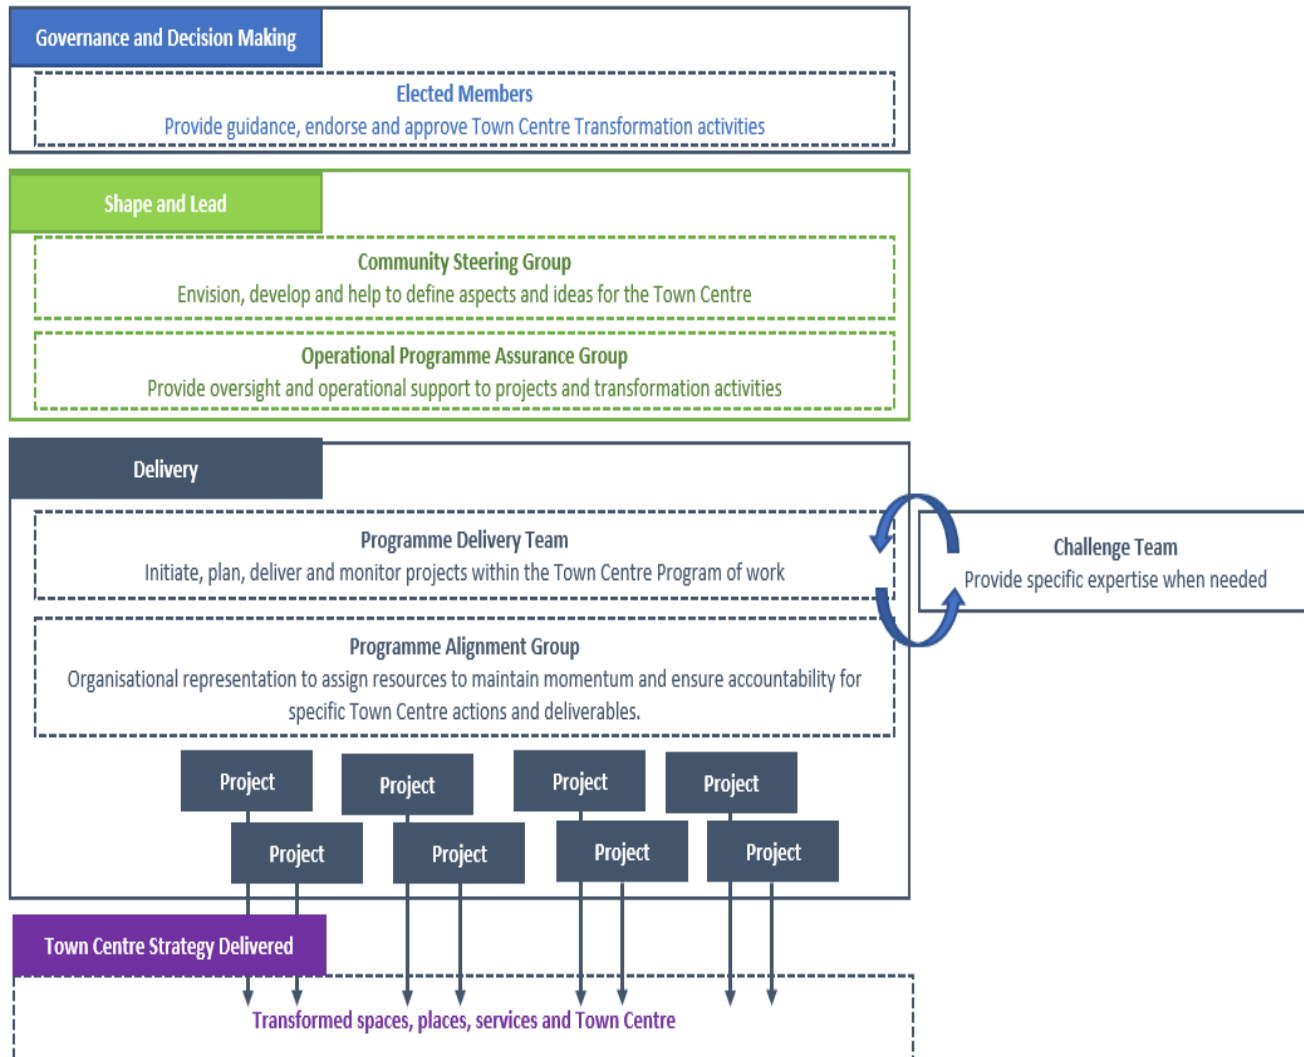 Governance and Decision Making
Elected Members
Provide guidance, endorse and approve Town Centre Transformation activities
Shape and Lead
Community Steering Group
Envision, develop and help to define aspects and ideas for the Town Centre
Operational Programme Assurance Group
Provide oversight and operational support to projects and transformation activities
Delivery
Programme Delivery Team
Initiate, plan, deliver and monitor projects within the Town Centre Program of work
Challenge Team
Provide specific expertise when needed
Programme Alignment Group
Organisational representation to assign resources to maintain momentum and ensure accountability for
specific Town Centre actions and deliverables.
Project
Project
Project
Project
Project
Project
Project
Project
Town Centre Strategy Delivered
Transformed spaces, places, services and Town Centre